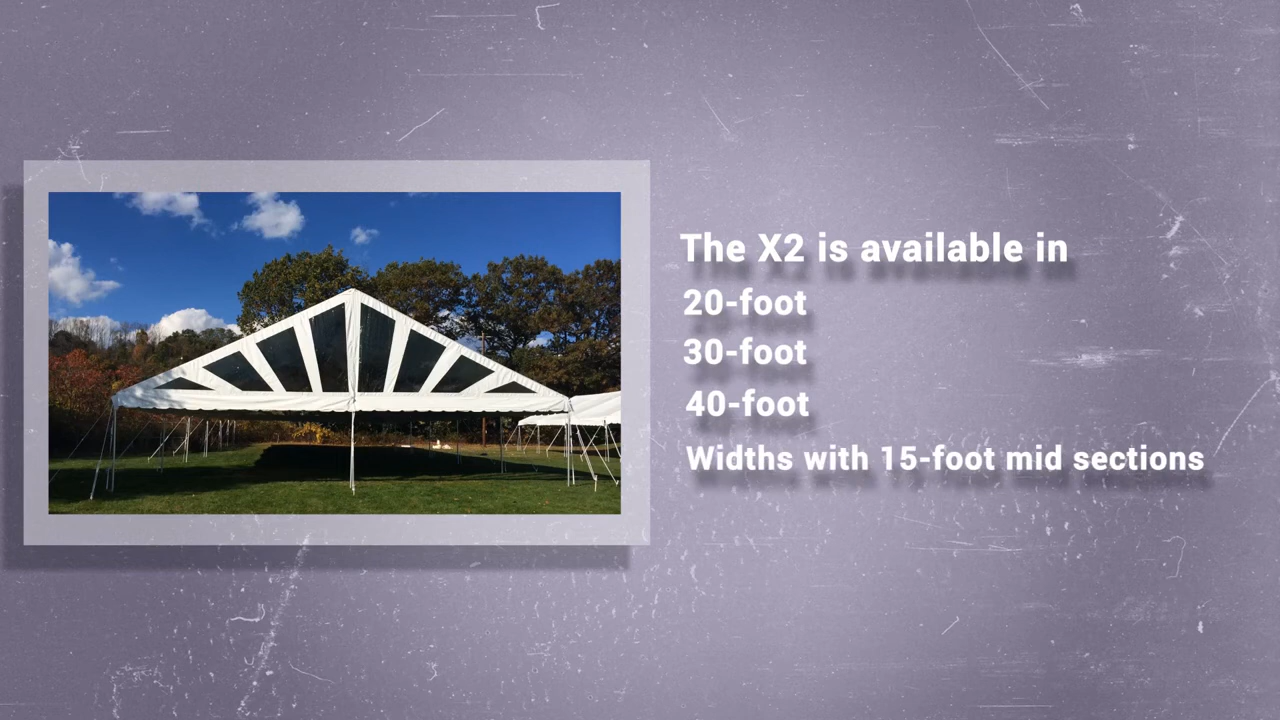 The X2 is available in
20-foot
30-foot
40-foot
Widths with 15-foot mid sections